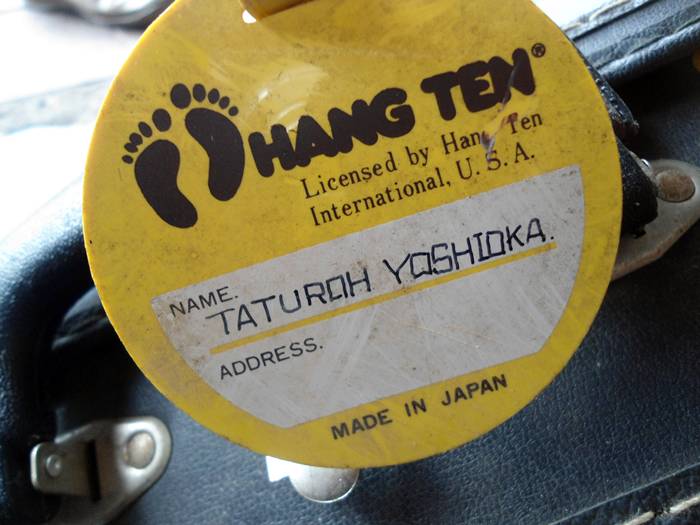 HANG TEN®
Licensed by Hang Ten
International, U.S.A.
NAME.
TATUROH YOSHIOKA.
ADDRESS.
MADE IN JAPAN